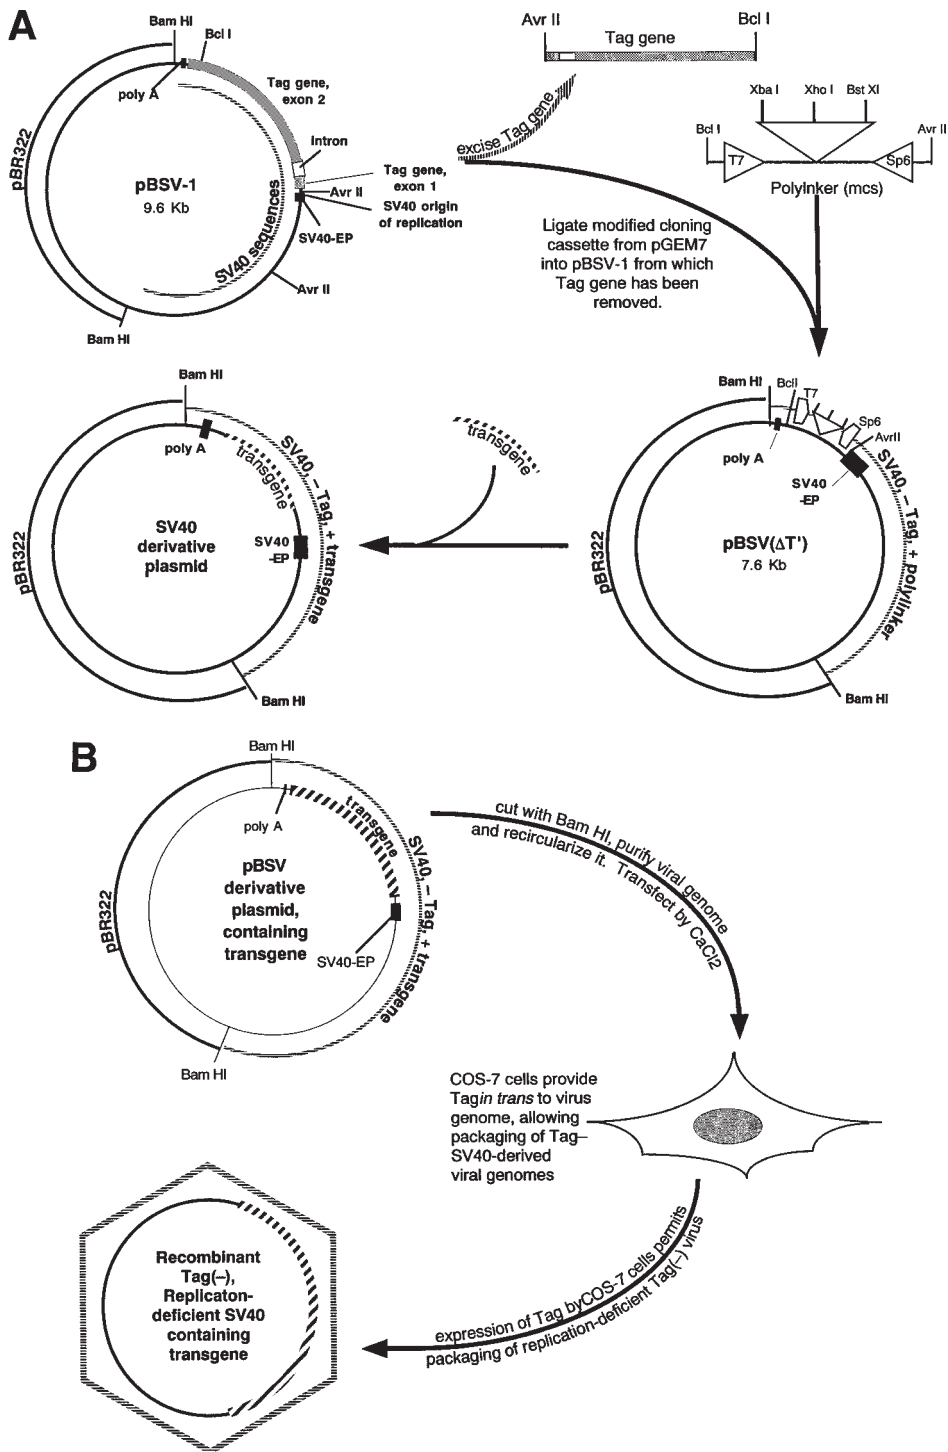 A
Bam HI
Bcl I
poly A
Tag gene,
exon 2
Intron
Tag gene,
exon 1
Avr II
SV40 origin
of replication
SV40-EP
Avr II
SV40 sequences
pBR322
pBSV-1
9.6 Kb
Bam HI
Avr II
Bcl I
Tag gene
excise Tag gene
Xba I
Xho I
Bst XI
Bcl I
Avr II
T7
Sp6
Polylinker (mcs)
Ligate modified cloning
cassette from pGEM7
into pBSV-1 from which
Tag gene has been
removed.
Bam HI
poly A
transgene
SV40
-EP
SV40, – Tag, + transgene
pBR322
SV40
derivative
plasmid
Bam HI
transgene
Bam HI
BclI
T7
Sp6
AvrII
poly A
SV40
-EP
SV40, – Tag, + polylinker
pBR322
pBSV(ΔT')
7.6 Kb
Bam HI
B
Bam HI
poly A
transgene
SV40, – Tag, + transgene
pBR322
pBSV
derivative
plasmid,
containing
transgene
SV40-EP
Bam HI
cut with Bam HI, purify viral genome
and recircularize it. Transfect by CaCl2
COS-7 cells provide
Tagin trans to virus
genome, allowing
packaging of Tag–
SV40-derived
viral genomes
expression of Tag byCOS-7 cells permits
packaging of replication-deficient Tag(–) virus
Recombinant
Tag(–),
Replicaton-
deficient SV40
containing
transgene